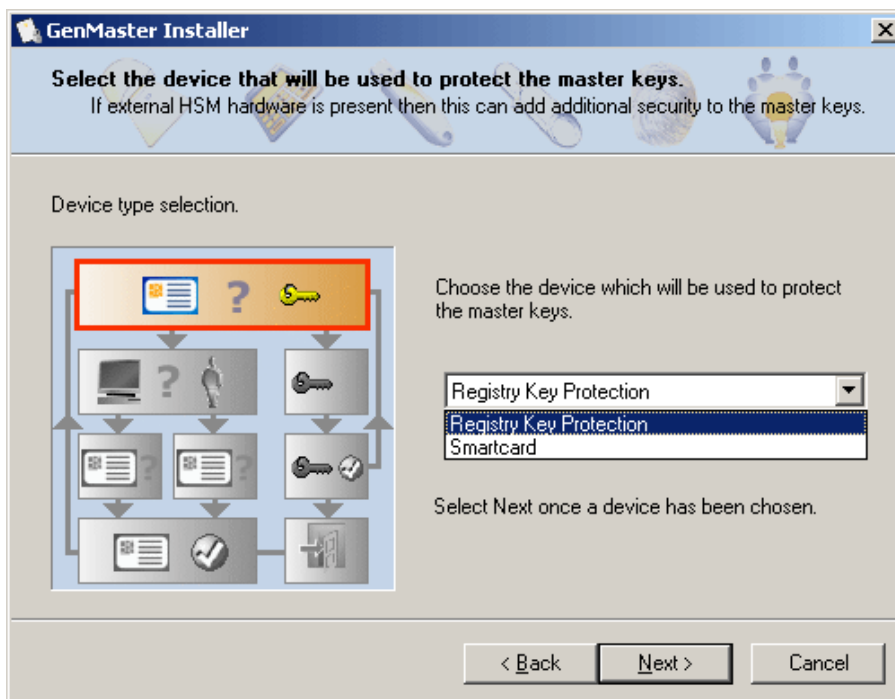 GenMaster Installer
Select the device that will be used to protect the master keys.
If external HSM hardware is present then this can add additional security to the master keys.
Device type selection.
?
Choose the device which will be used to protect
the master keys.
?
Registry Key Protection
Registry Key Protection
Smartcard
? ?
Select Next once a device has been chosen.
< Back Next > Cancel